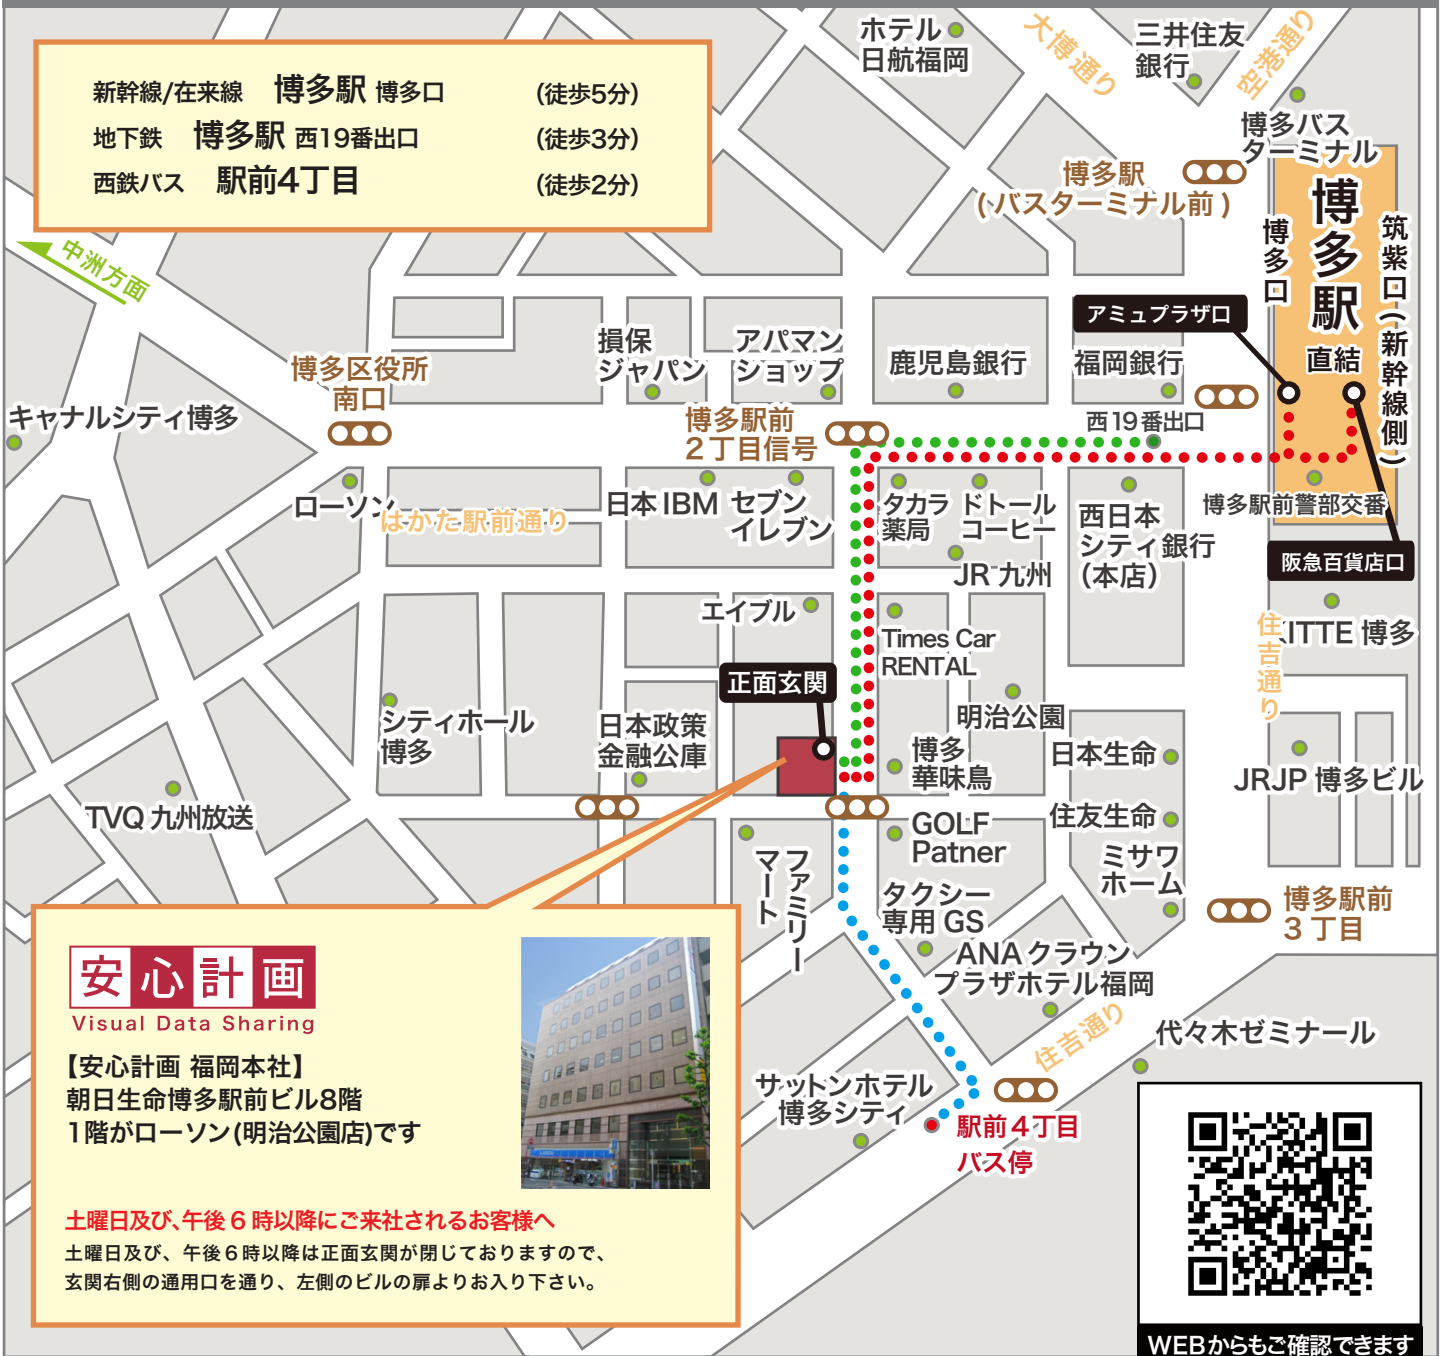 新幹線/在来線 博多駅 博多口 (徒歩5分)
地下鉄 博多駅 西19番出口 (徒歩3分)
西鉄バス 駅前4丁目 (徒歩2分)
ホテル
日航福岡
大博通り
三井住友
銀行
空港通り
博多バス
ターミナル
博多駅
(バスターミナル前)
博多駅
博多口
筑紫口(新幹線側)
直結
中洲方面
アミュプラザ口
損保
ジャパン
アパマン
ショップ
鹿児島銀行
福岡銀行
博多区役所
南口
キャナルシティ博多
博多駅前
2丁目信号
西19番出口
ローソン
はかた駅前通り
日本 IBM
セブン
イレブン
タカラ
薬局
ドトール
コーヒー
西日本
シティ銀行
(本店)
博多駅前警部交番
JR 九州
阪急百貨店口
エイブル
Times Car
RENTAL
KITTE 博多
住吉通り
正面玄関
シティホール
博多
日本政策
金融公庫
明治公園
博多
華味鳥
日本生命
JRJP 博多ビル
TVQ 九州放送
GOLF
Patner
住友生命
ファミリー
マート
ミサワ
ホーム
タクシー
専用 GS
博多駅前
3丁目
ANA クラウン
プラザホテル福岡
住吉通り
代々木ゼミナール
サットンホテル
博多シティ
駅前4丁目
バス停
安心計画
Visual Data Sharing
【安心計画 福岡本社】
朝日生命博多駅前ビル8階
1階がローソン(明治公園店)です
土曜日及び、午後6時以降にご来社されるお客様へ
土曜日及び、午後6時以降は正面玄関が閉じておりますので、
玄関右側の通用口を通り、左側のビルの扉よりお入り下さい。
WEBからもご確認できます